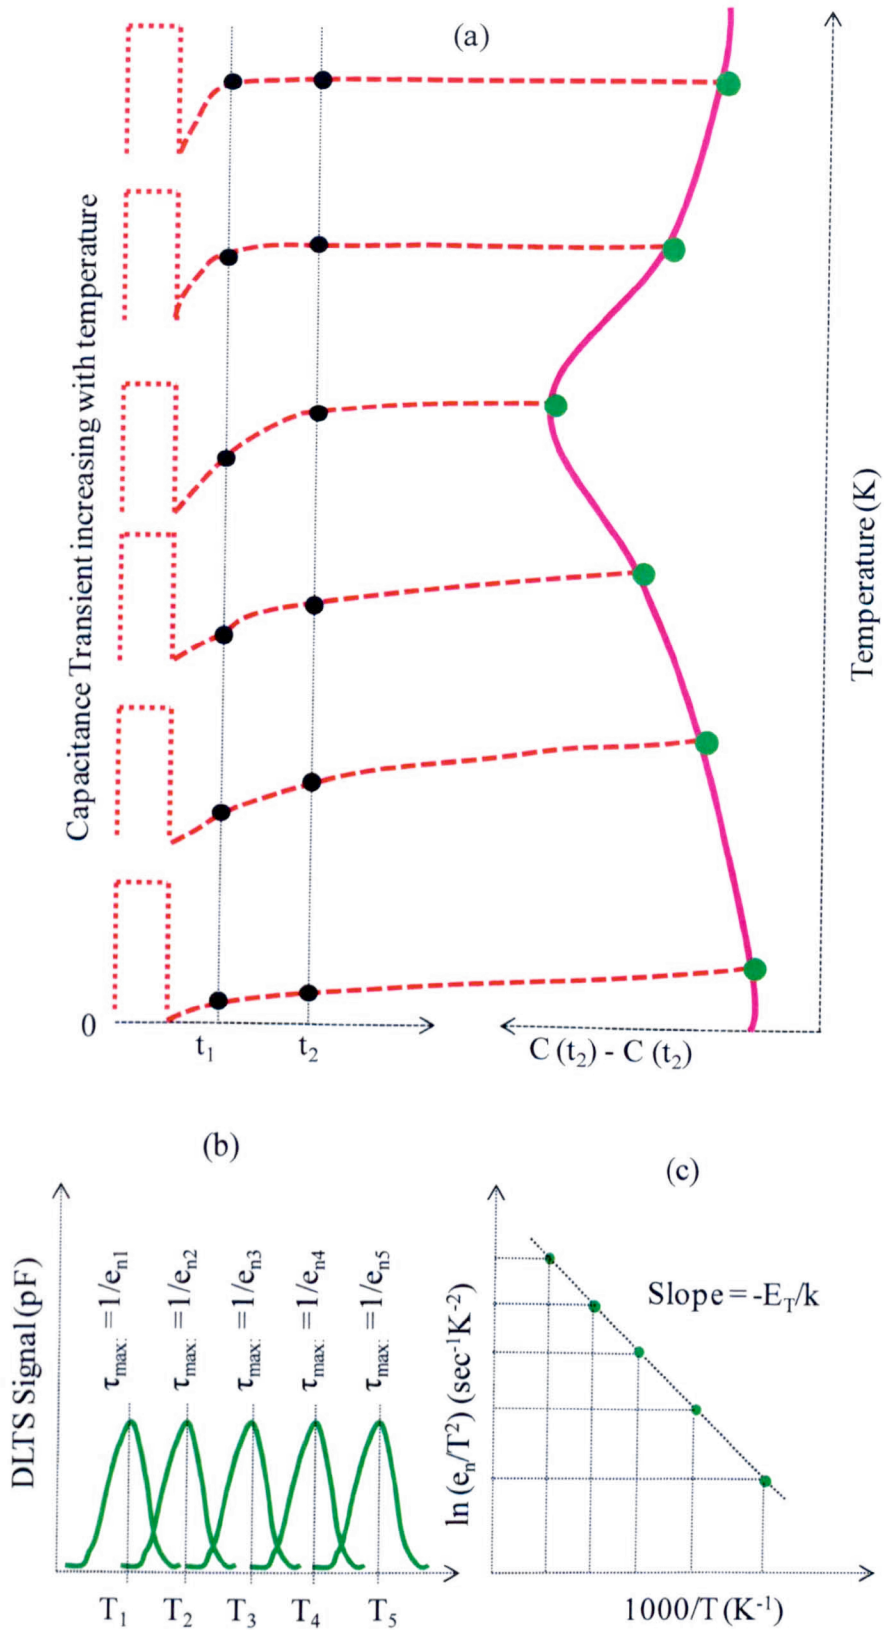 (a)
Capacitance Transient increasing with temperature
Temperature (K)
0
t₁
t₂
C (t₂) - C (t₂)
(b)
DLTS Signal (pF)
τmax: =1/en1
τmax: =1/en2
τmax: =1/en3
τmax: =1/en4
τmax: =1/en5
T₁
T₂
T₃
T₄
T₅
(c)
ln (en/T²) (sec⁻¹K⁻²)
Slope = -ET/k
1000/T (K⁻¹)